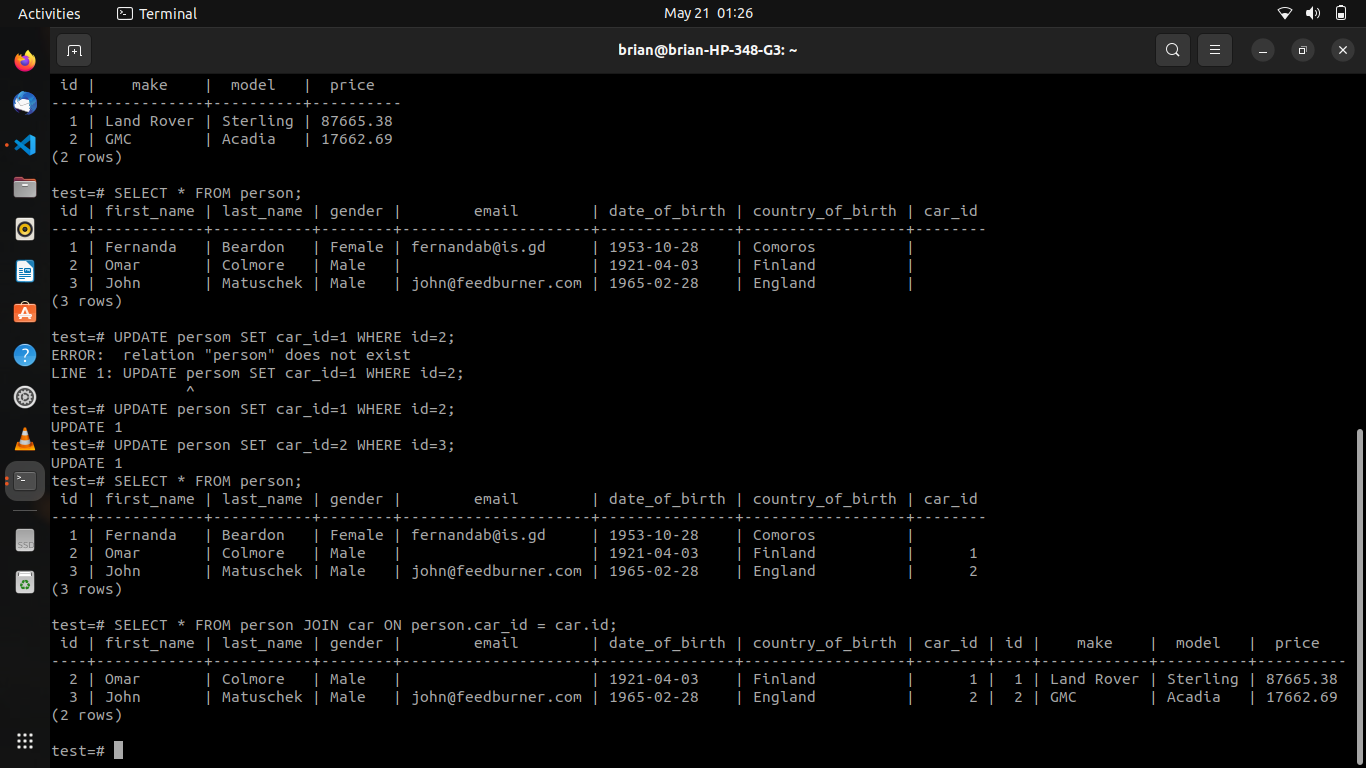 Activities Terminal May 21 01:26
brian@brian-HP-348-G3: ~
 id |    make    |  model   |  price
----+------------+----------+----------
  1 | Land Rover | Sterling | 87665.38
  2 | GMC        | Acadia   | 17662.69
(2 rows)

test=# SELECT * FROM person;
 id | first_name | last_name | gender |        email        | date_of_birth | country_of_birth | car_id
----+------------+-----------+--------+---------------------+---------------+------------------+--------
  1 | Fernanda   | Beardon   | Female | fernandab@is.gd     | 1953-10-28    | Comoros          |
  2 | Omar       | Colmore   | Male   |                     | 1921-04-03    | Finland          |
  3 | John       | Matuschek | Male   | john@feedburner.com | 1965-02-28    | England          |
(3 rows)

test=# UPDATE persom SET car_id=1 WHERE id=2;
ERROR:  relation "persom" does not exist
LINE 1: UPDATE persom SET car_id=1 WHERE id=2;
               ^
test=# UPDATE person SET car_id=1 WHERE id=2;
UPDATE 1
test=# UPDATE person SET car_id=2 WHERE id=3;
UPDATE 1
test=# SELECT * FROM person;
 id | first_name | last_name | gender |        email        | date_of_birth | country_of_birth | car_id
----+------------+-----------+--------+---------------------+---------------+------------------+--------
  1 | Fernanda   | Beardon   | Female | fernandab@is.gd     | 1953-10-28    | Comoros          |
  2 | Omar       | Colmore   | Male   |                     | 1921-04-03    | Finland          |      1
  3 | John       | Matuschek | Male   | john@feedburner.com | 1965-02-28    | England          |      2
(3 rows)

test=# SELECT * FROM person JOIN car ON person.car_id = car.id;
 id | first_name | last_name | gender |        email        | date_of_birth | country_of_birth | car_id | id |    make    |  model   |  price
----+------------+-----------+--------+---------------------+---------------+------------------+--------+----+------------+----------+----------
  2 | Omar       | Colmore   | Male   |                     | 1921-04-03    | Finland          |      1 |  1 | Land Rover | Sterling | 87665.38
  3 | John       | Matuschek | Male   | john@feedburner.com | 1965-02-28    | England          |      2 |  2 | GMC        | Acadia   | 17662.69
(2 rows)

test=#
SSD